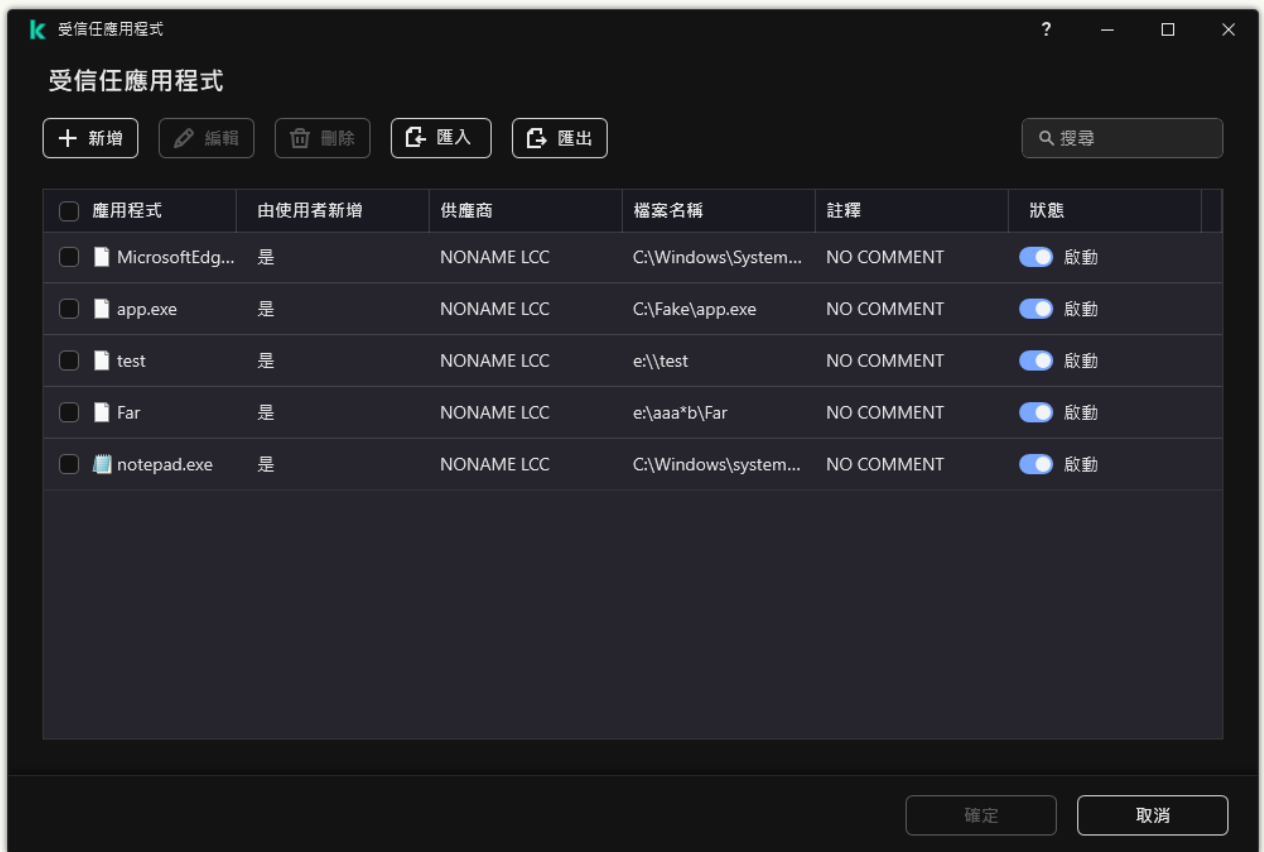 受信任應用程式
?
受信任應用程式
新增 編輯 刪除 匯入 匯出 搜尋
應用程式 由使用者新增 供應商 檔案名稱 註釋 狀態
MicrosoftEdg... 是 NONAME LCC C:\Windows\System... NO COMMENT 啟動
app.exe 是 NONAME LCC C:\Fake\app.exe NO COMMENT 啟動
test 是 NONAME LCC e:\\test NO COMMENT 啟動
Far 是 NONAME LCC e:\aaa*b\Far NO COMMENT 啟動
notepad.exe 是 NONAME LCC C:\Windows\system... NO COMMENT 啟動
確定 取消